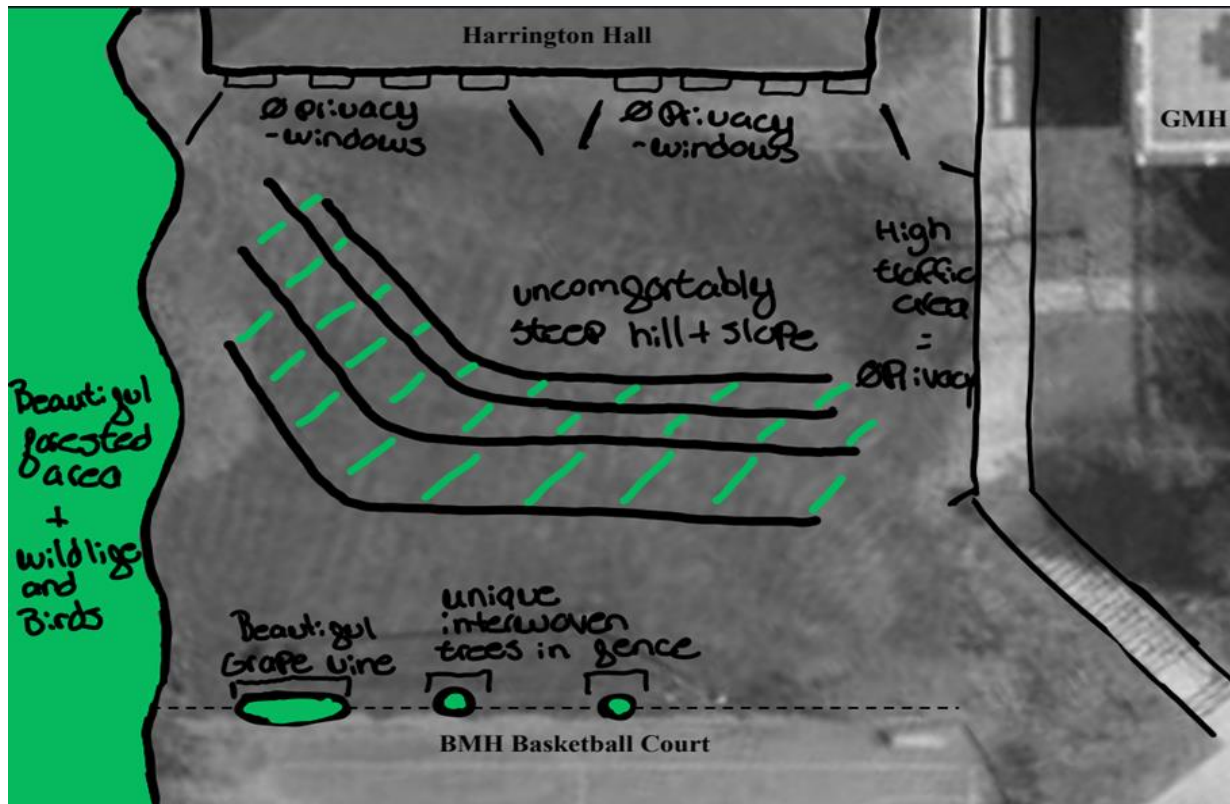 Harrington Hall
Ø Privacy
-windows
Ø Privacy
-windows
GMH
High
traffic
area
=
Ø Privacy
uncomfortably
steep hill + slope
Beautiful
forested
area
+
wildlife
and
Birds
Beautiful
Grape vine
unique
interwoven
trees in fence
BMH Basketball Court